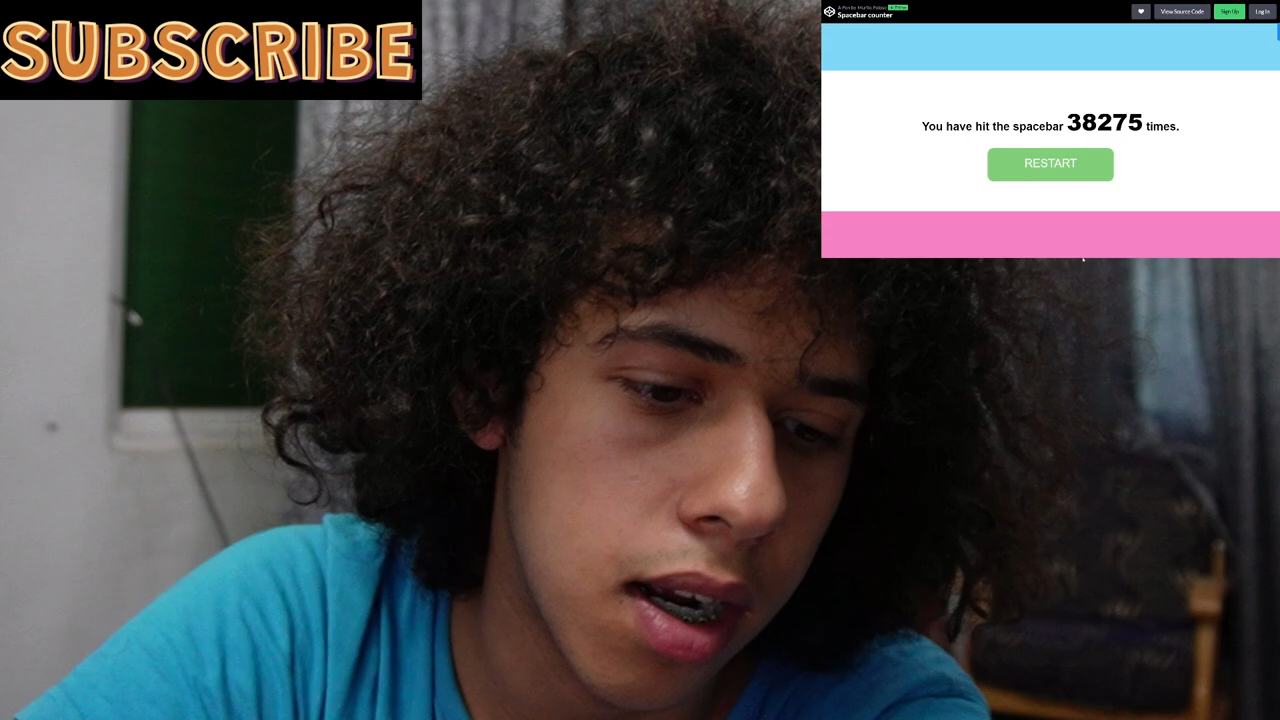 SUBSCRIBE
Spacebar counter
View Source Code
Sign Up
Log In
You have hit the spacebar 38275 times.
RESTART